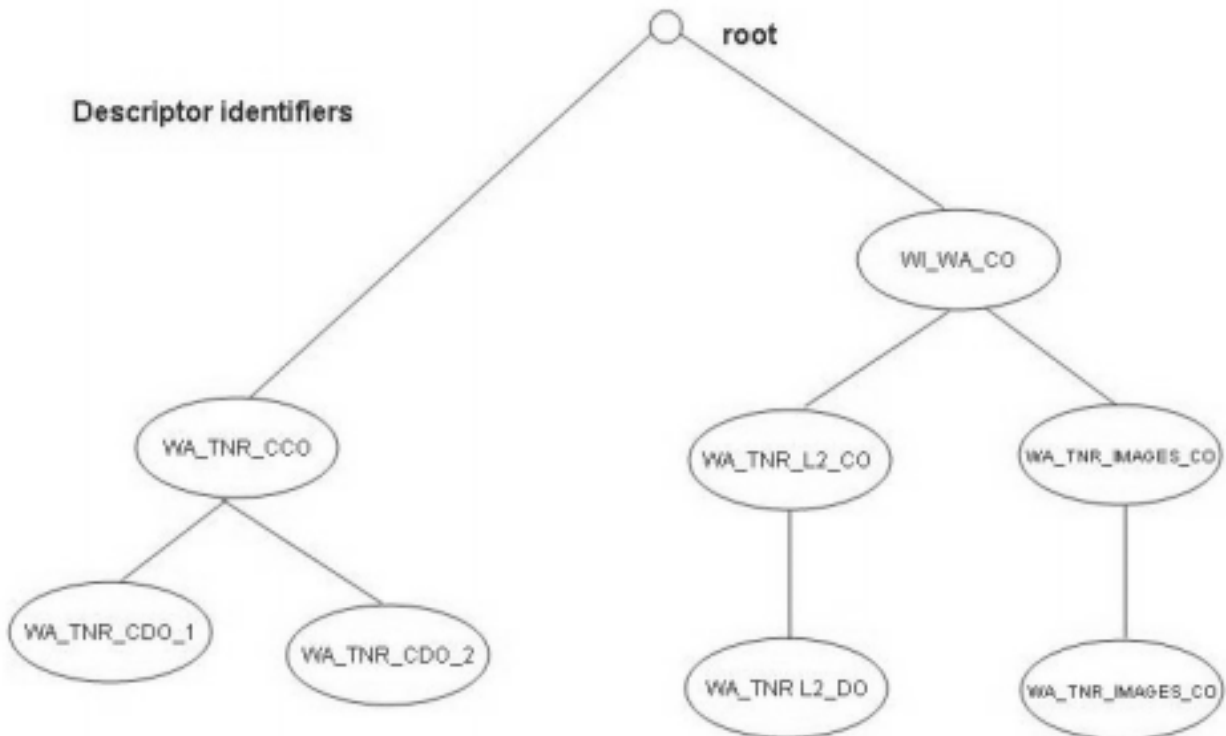 root
Descriptor identifiers
WI_WA_CO
WA_TNR_CCO
WA_TNR_L2_CO
WA_TNR_IMAGES_CO
WA_TNR_CDO_1
WA_TNR_CDO_2
WA_TNR L2_DO
WA_TNR_IMAGES_CO